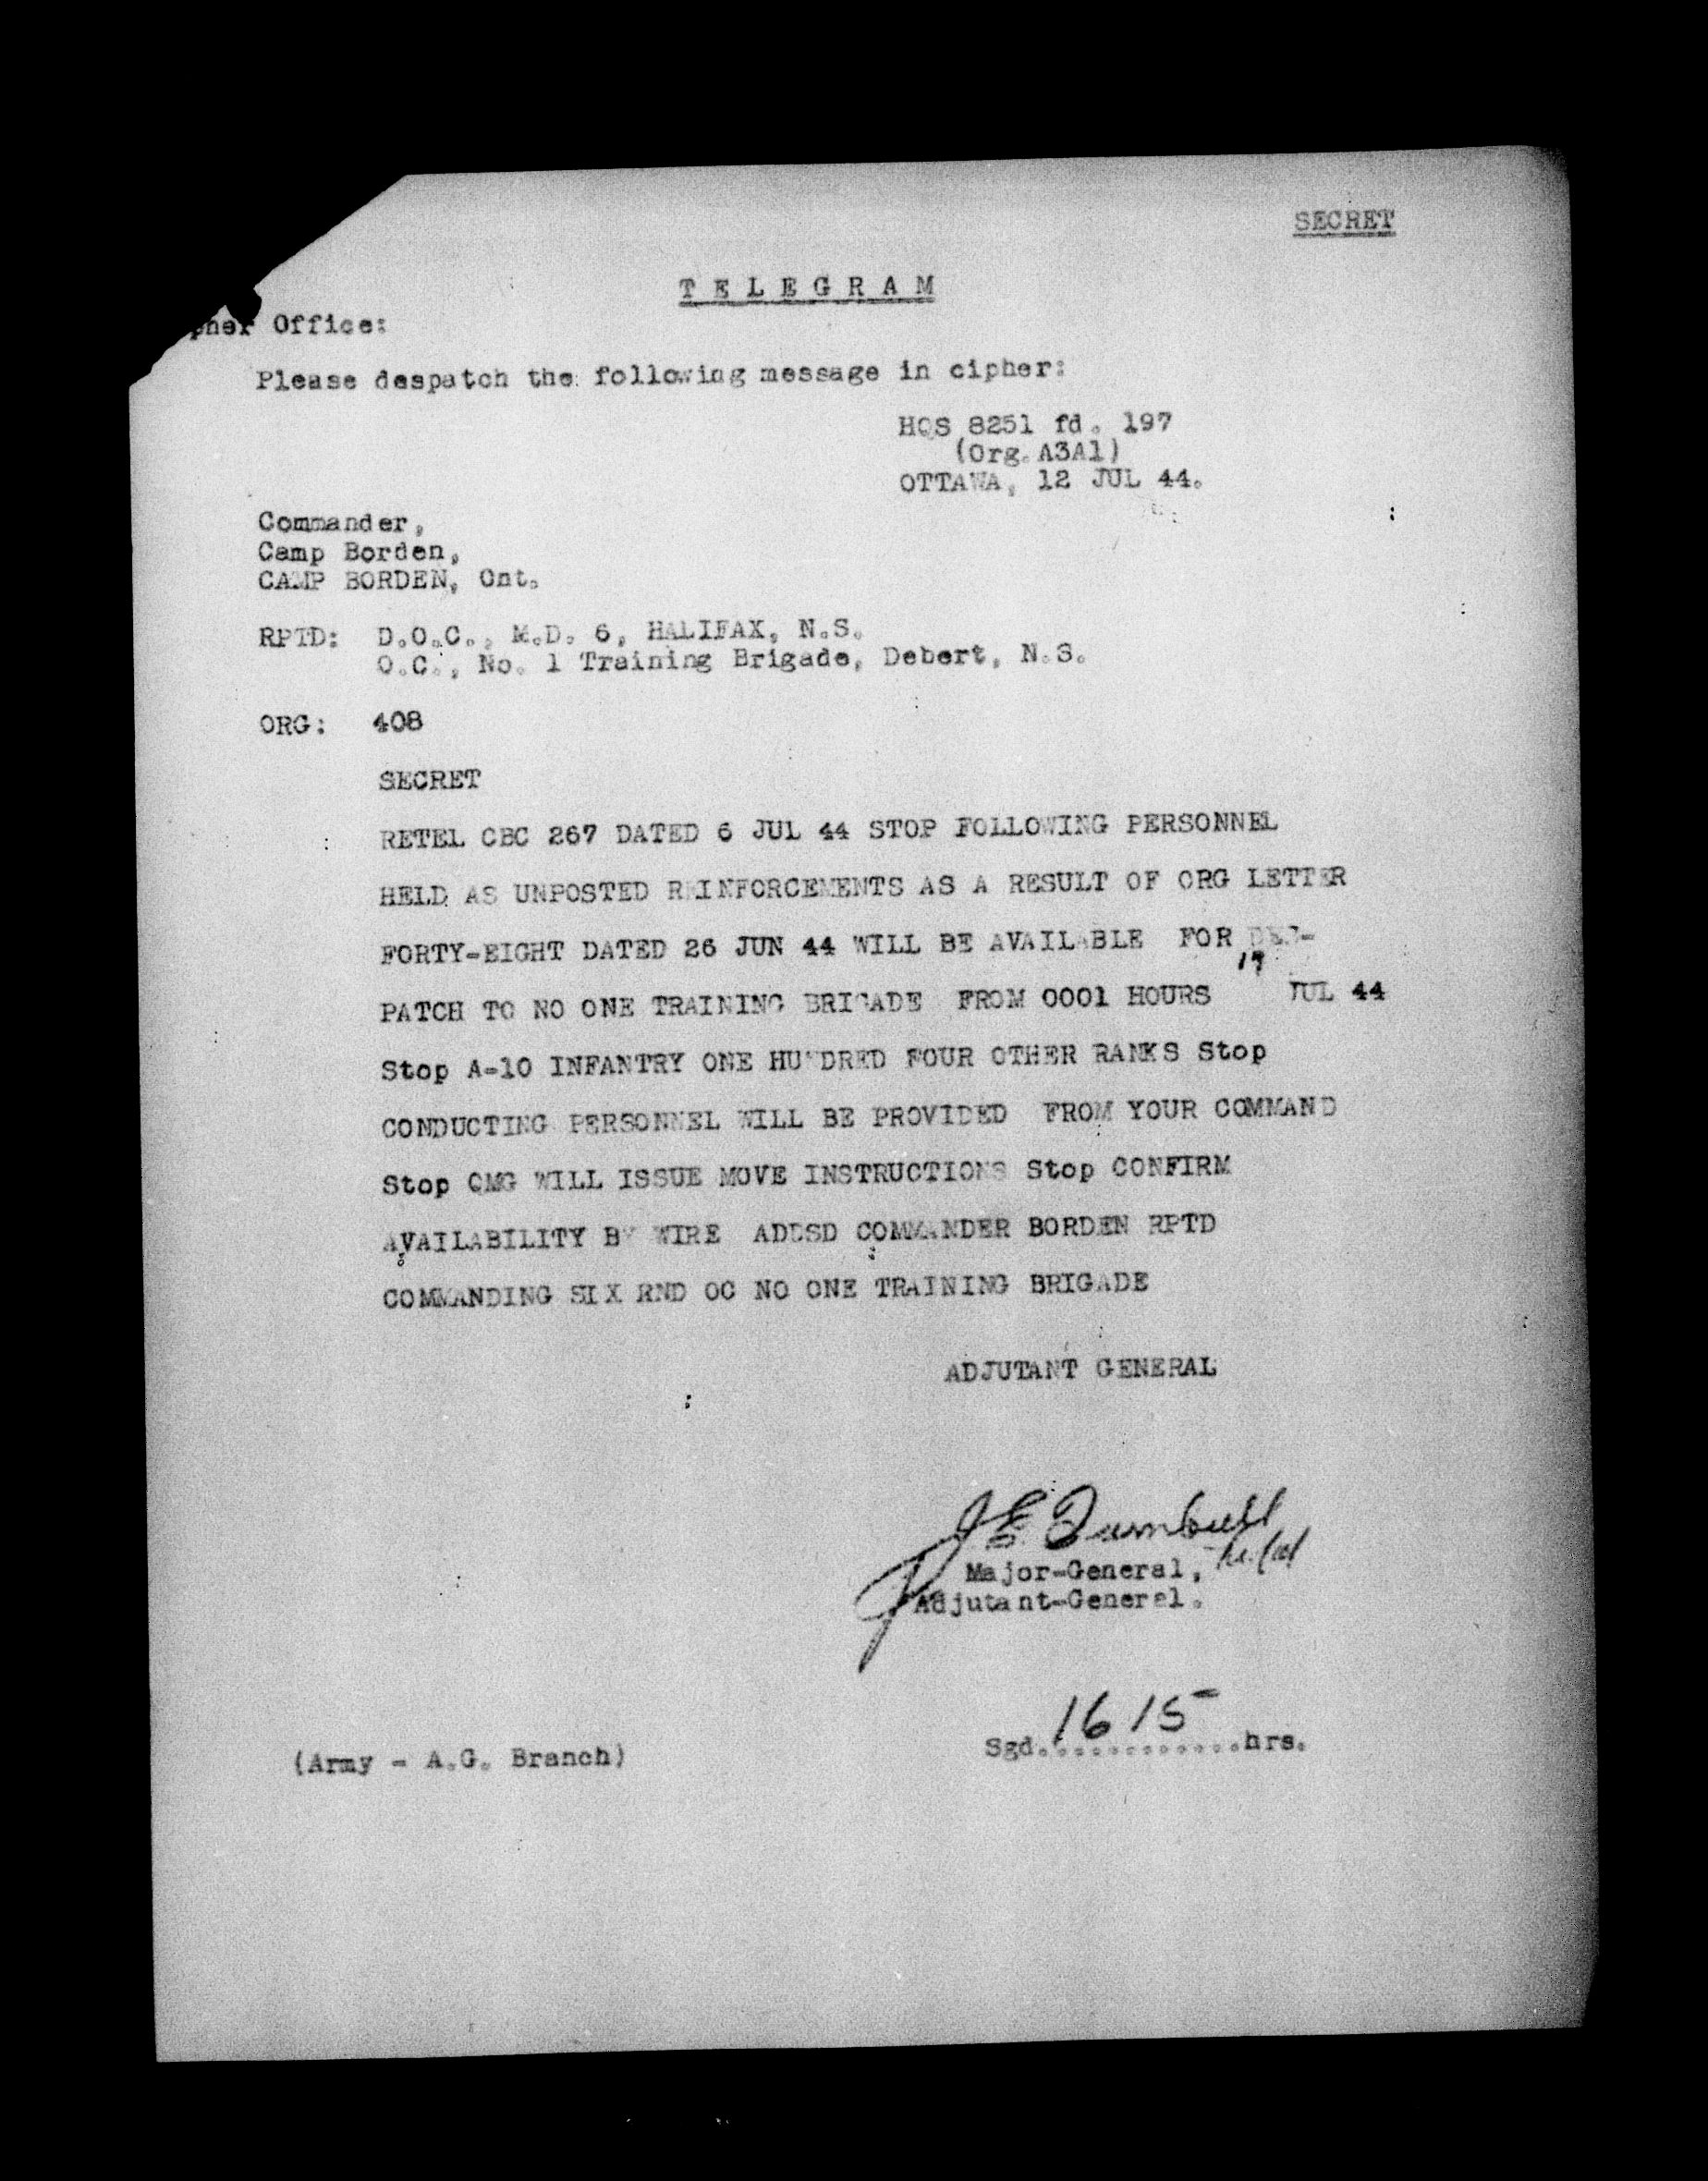 SECRET
TELEGRAM
pher Office:
Please despatch the following message in cipher:
HQS 8251 fd. 197
(Org. A3A1)
OTTAWA, 12 JUL 44.
Commander,
Camp Borden,
CAMP BORDEN, Ont.
RPTD: D.O.C., M.D. 6, HALIFAX, N.S.
O.C., No. 1 Training Brigade, Debert, N.S.
ORG: 408
SECRET
RETEL CBC 267 DATED 6 JUL 44 STOP FOLLOWING PERSONNEL
HELD AS UNPOSTED REINFORCEMENTS AS A RESULT OF ORG LETTER
FORTY-EIGHT DATED 26 JUN 44 WILL BE AVAILABLE FOR DES-
PATCH TO NO ONE TRAINING BRIGADE FROM 0001 HOURS 17 JUL 44
Stop A-10 INFANTRY ONE HUNDRED FOUR OTHER RANKS Stop
CONDUCTING PERSONNEL WILL BE PROVIDED FROM YOUR COMMAND
Stop QMG WILL ISSUE MOVE INSTRUCTIONS Stop CONFIRM
AVAILABILITY BY WIRE ADDSD COMMANDER BORDEN RPTD
COMMANDING SIX RND OC NO ONE TRAINING BRIGADE
ADJUTANT GENERAL
J E Turnbull
Major-General,
Adjutant-General.
Sgd. 1615 hrs.
(Army - A.G. Branch)